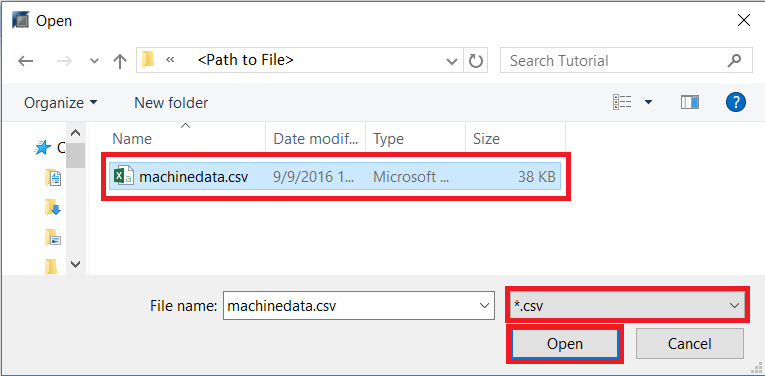 Open
« <Path to File> Search Tutorial
Organize New folder ?
Name Date modif... Type Size
machinedata.csv 9/9/2016 1... Microsoft ... 38 KB
File name: machinedata.csv *.csv
Open Cancel